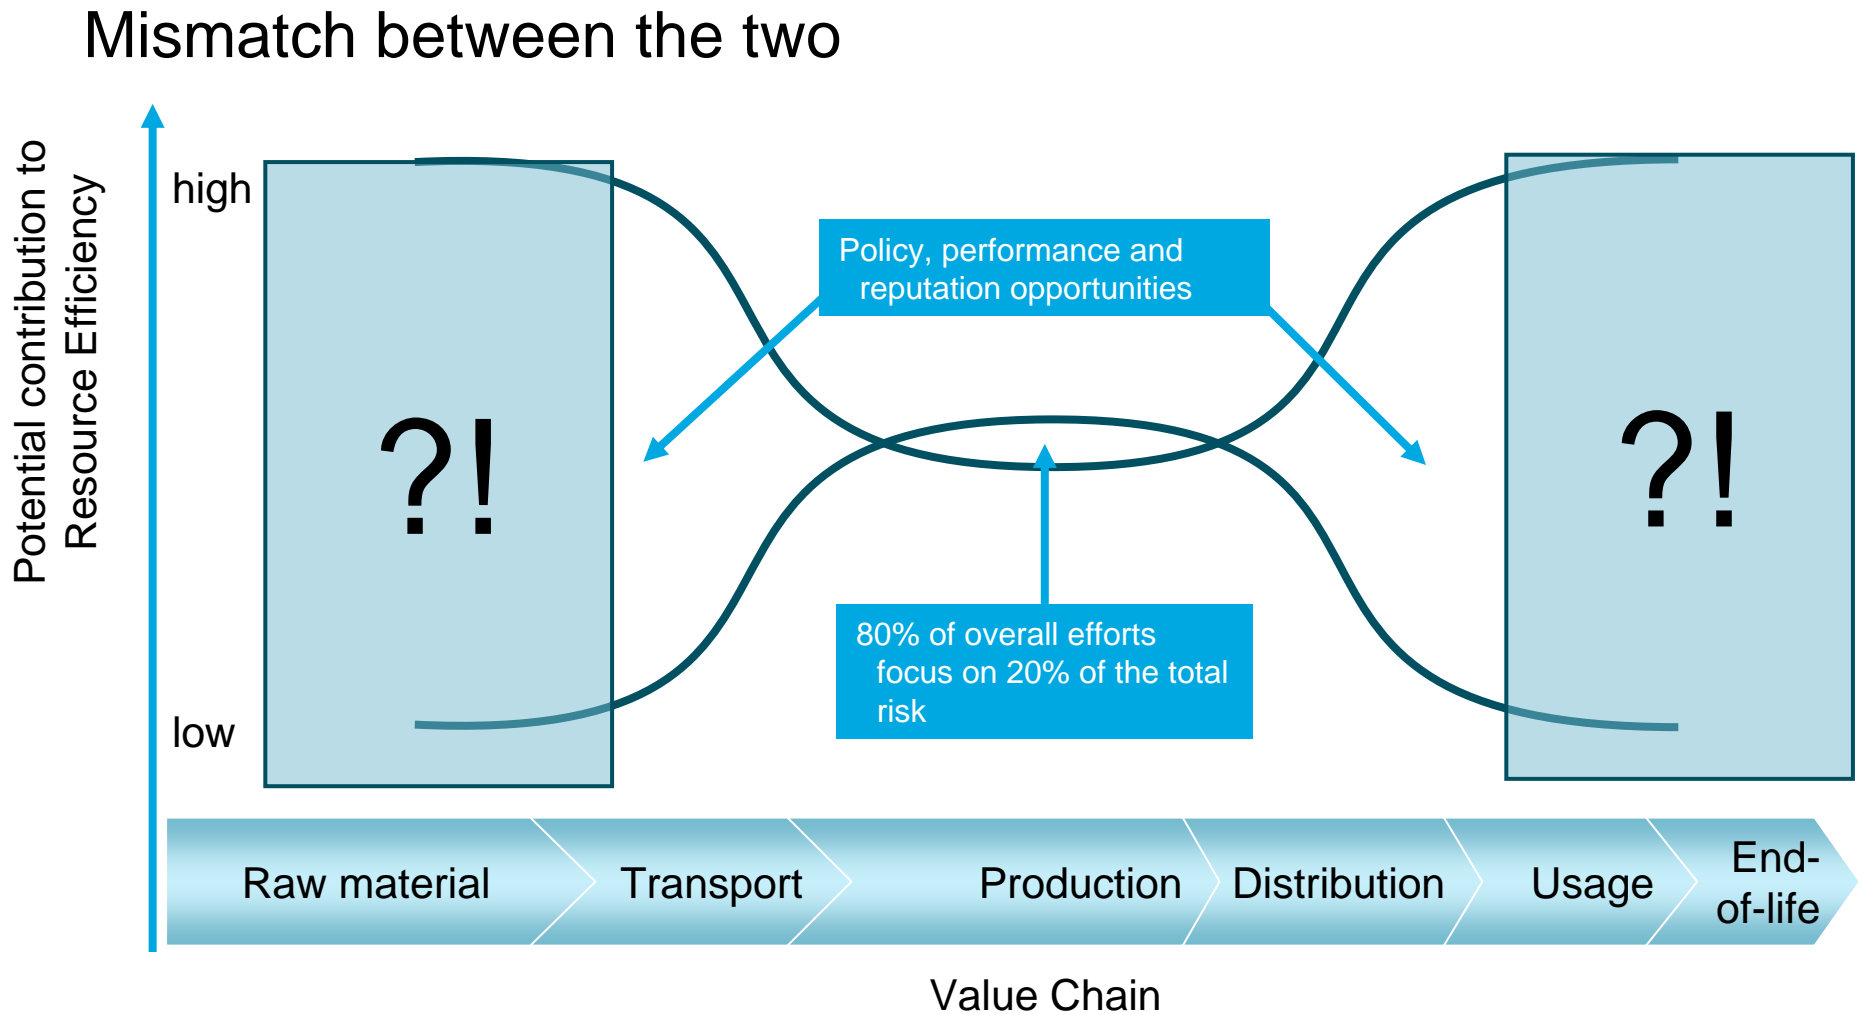 Mismatch between the two
Potential contribution to
Resource Efficiency
high
low
?!
Policy, performance and
reputation opportunities
80% of overall efforts
focus on 20% of the total
risk
?!
Raw material
Transport
Production
Distribution
Usage
End-
of-life
Value Chain